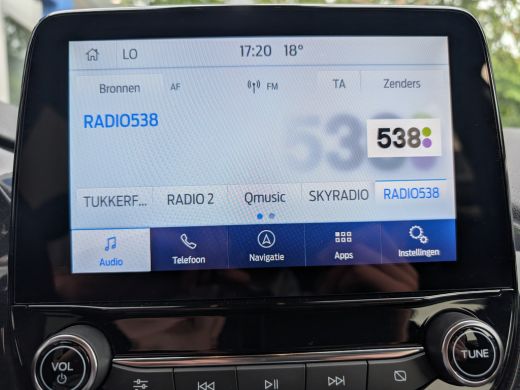 LO 17:20 18°
Bronnen AF FM TA Zenders
RADIO538
538
TUKKERF... RADIO 2 Qmusic SKYRADIO RADIO538
Audio Telefoon Navigatie Apps Instellingen
VOL TUNE